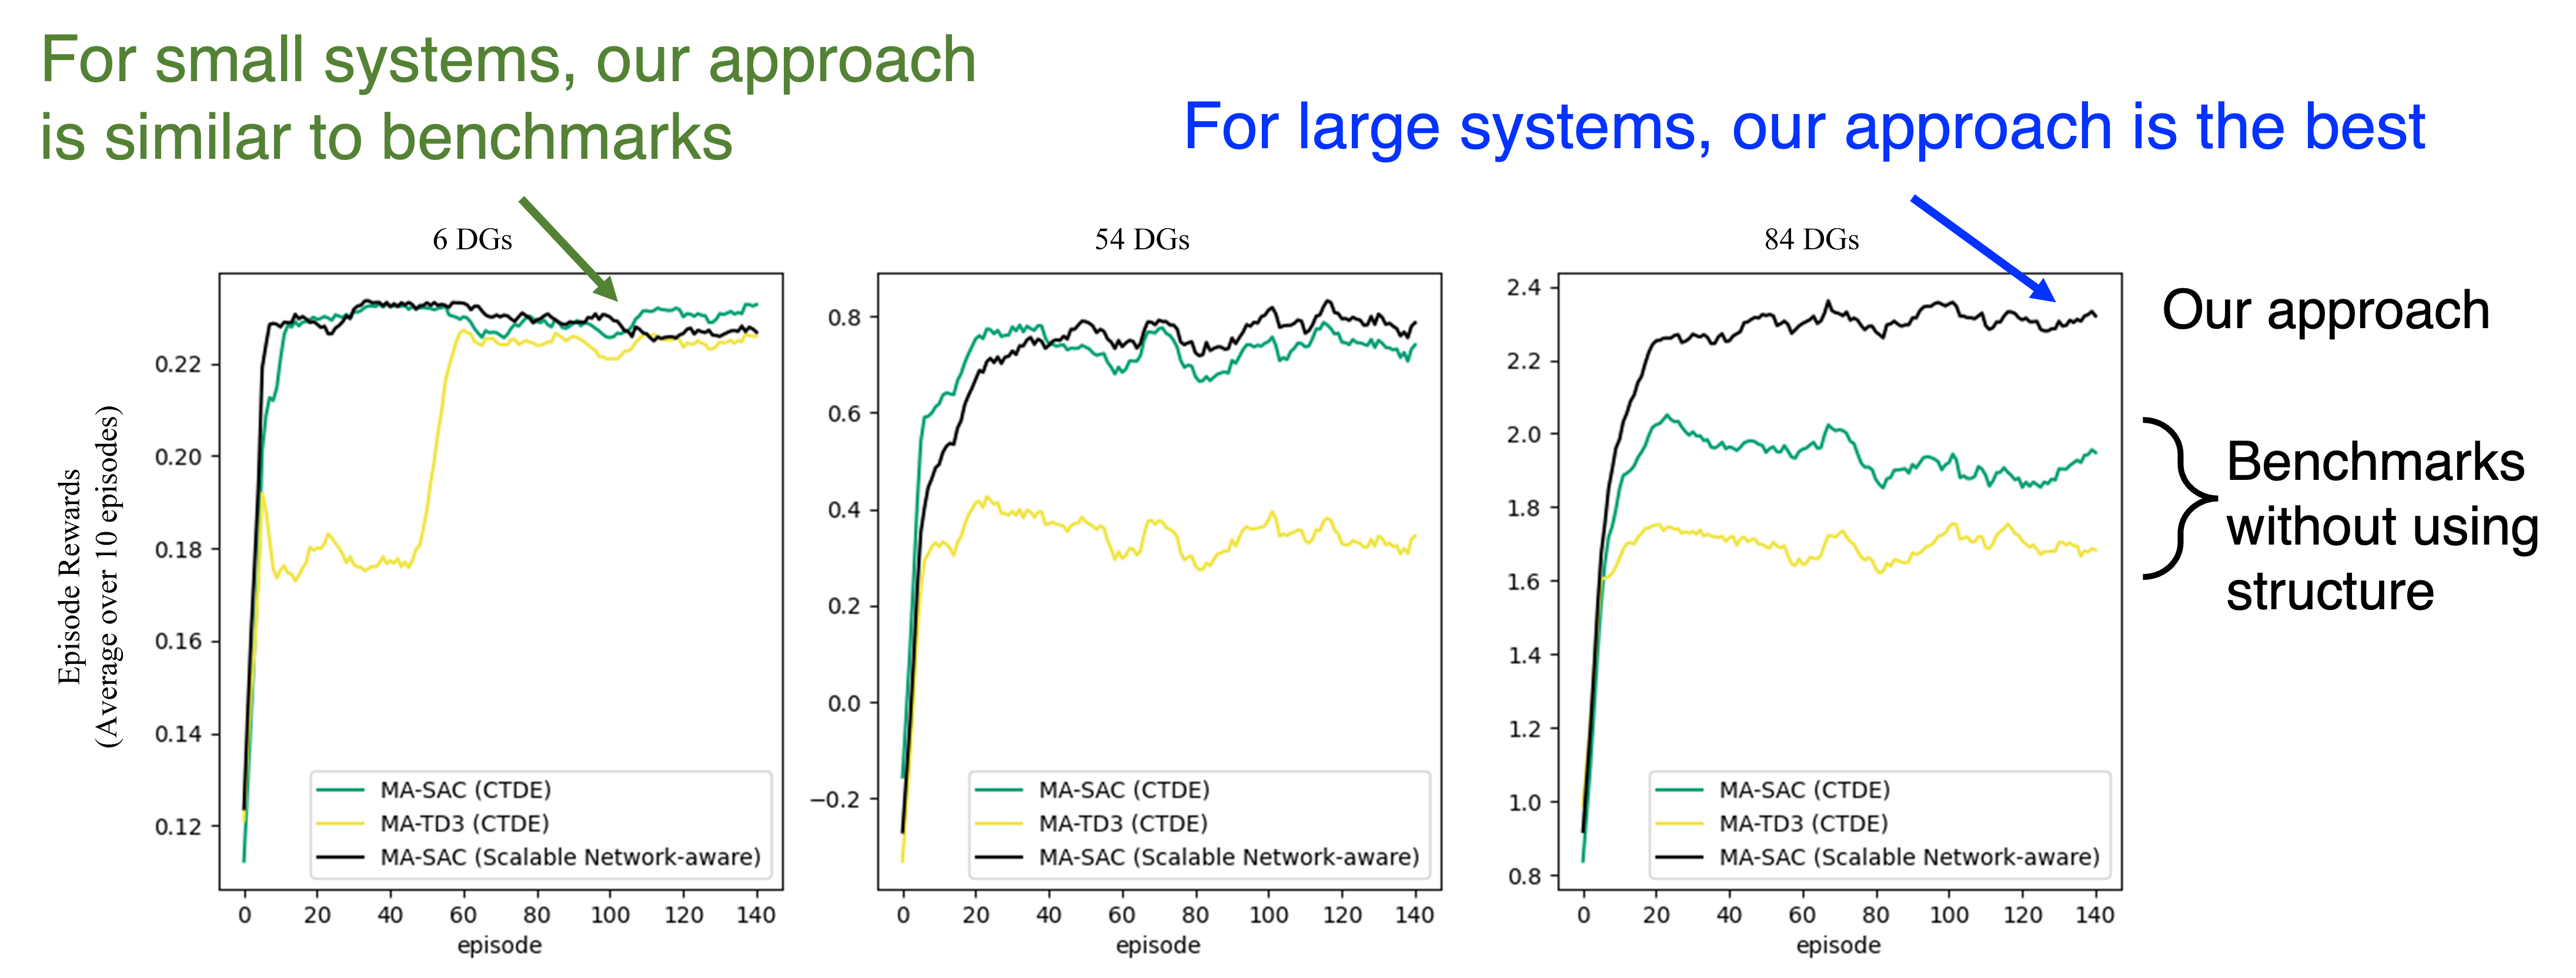 For small systems, our approach
is similar to benchmarks
For large systems, our approach is the best
6 DGs
54 DGs
84 DGs
Episode Rewards
(Average over 10 episodes)
0.22
0.20
0.18
0.16
0.14
0.12
0 20 40 60 80 100 120 140
episode
MA-SAC (CTDE)
MA-TD3 (CTDE)
MA-SAC (Scalable Network-aware)
0.8
0.6
0.4
0.2
0.0
−0.2
0 20 40 60 80 100 120 140
episode
MA-SAC (CTDE)
MA-TD3 (CTDE)
MA-SAC (Scalable Network-aware)
2.4
2.2
2.0
1.8
1.6
1.4
1.2
1.0
0.8
0 20 40 60 80 100 120 140
episode
MA-SAC (CTDE)
MA-TD3 (CTDE)
MA-SAC (Scalable Network-aware)
Our approach
Benchmarks
without using
structure